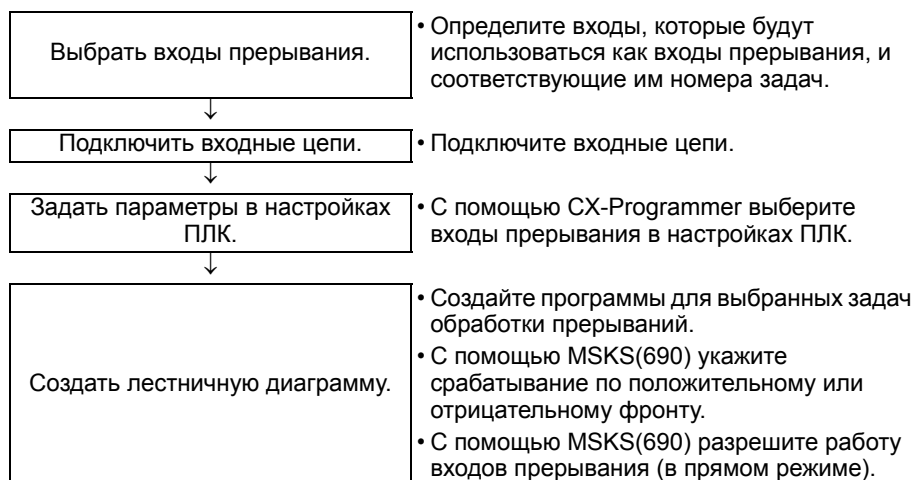 Выбрать входы прерывания.
• Определите входы, которые будут
использоваться как входы прерывания, и
соответствующие им номера задач.
↓
Подключить входные цепи.
• Подключите входные цепи.
↓
Задать параметры в настройках
ПЛК.
• С помощью CX-Programmer выберите
входы прерывания в настройках ПЛК.
↓
Создать лестничную диаграмму.
• Создайте программы для выбранных задач
обработки прерываний.
• С помощью MSKS(690) укажите
срабатывание по положительному или
отрицательному фронту.
• С помощью MSKS(690) разрешите работу
входов прерывания (в прямом режиме).